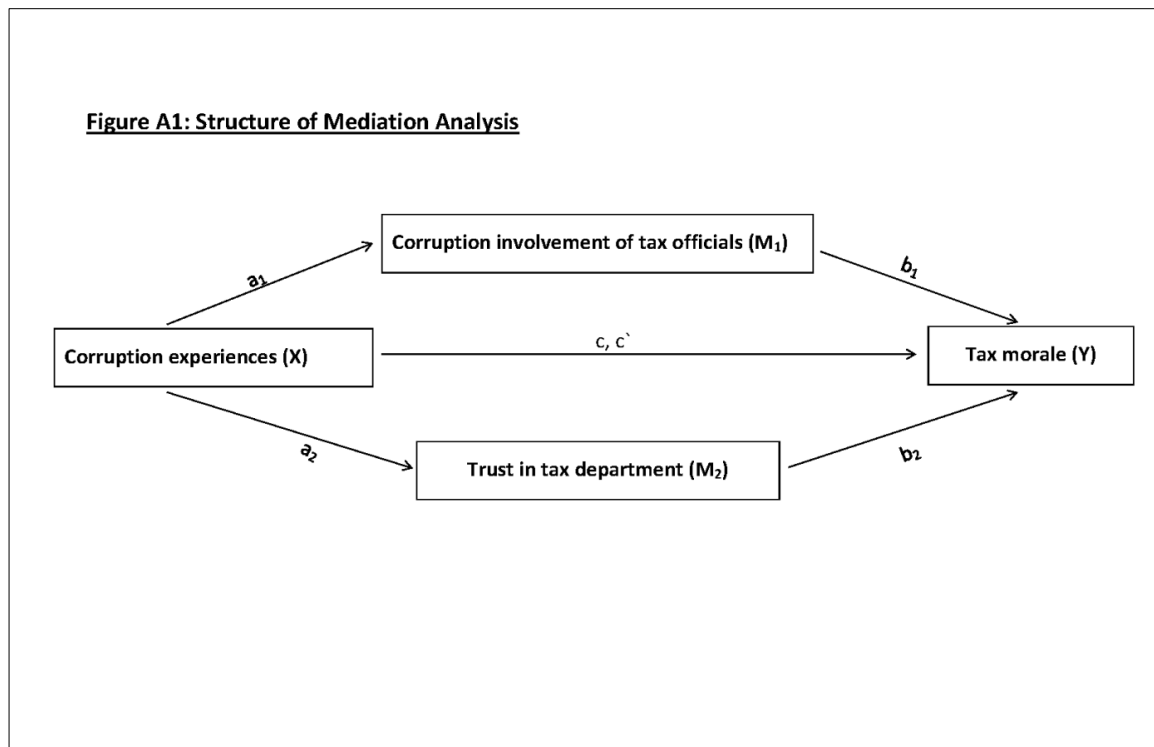 Figure A1: Structure of Mediation Analysis
Corruption involvement of tax officials (M₁)
a₁
b₁
Corruption experiences (X)
c, c`
Tax morale (Y)
a₂
Trust in tax department (M₂)
b₂